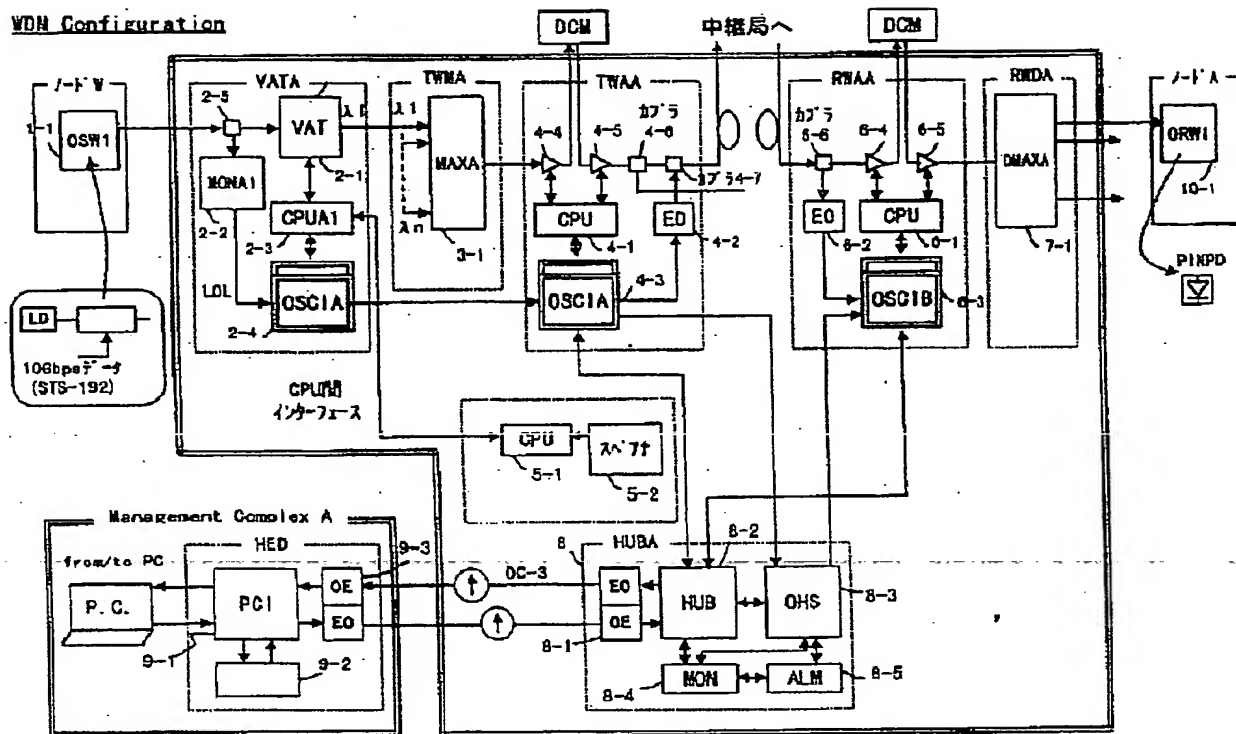 WDN Configuration
DCM
中継局へ
DCM
ノードW
1-1
OSW1
VATA
2-5
VAT
λ1
2-1
MONA1
2-2
CPUA1
2-3
LOL
OSCIA
2-4
TWMA
λ1
λn
MAXA
3-1
TWAA
カプラ
4-4
4-5
4-6
カプラ4-7
CPU
4-1
ED
4-2
4-3
OSCIA
RWAA
カプラ
6-6
6-4
6-5
EO
6-2
CPU
6-1
OSCIB
6-3
RWDA
DMAXA
7-1
ノードA
ORW1
10-1
PINPD
LD
10Gbpsデータ
(STS-192)
CPU間
インターフェース
CPU
5-1
スペアナ
5-2
Management Complex A
from/to PC
P.C.
HED
9-3
PCI
OE
EO
9-1
9-2
OC-3
8
HUBA
8-2
EO
OE
8-1
HUB
OHS
8-3
MON
8-4
ALM
8-5